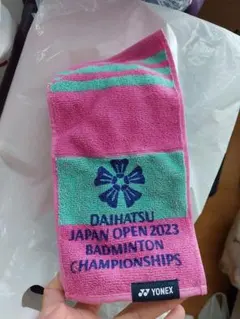 DAIHATSU
JAPAN OPEN 2023
BADMINTON
CHAMPIONSHIPS
YONEX